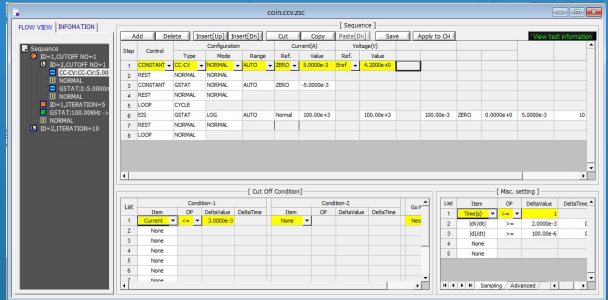 coin.ccv.zsc
FLOW VIEW INFOMATION
Sequence
ID=1,CUTOFF NO=1
ID=2,CUTOFF NO=1
CC-CV:CC-CV:5.00
NORMAL
GSTAT:I:-5.0000n
NORMAL
ID=1,ITERATION=5
GSTAT:100.00KHz ->
NORMAL
ID=2,ITERATION=10
[ Sequence ]
Add Delete Insert[Up] Insert[Dn] Cut Copy Paste[Dn] Save Apply to CH View test information
Step Control Configuration Current(A) Voltage(V)
Type Mode Range Ref. Value Ref. Value
1 CONSTANT CC-CV NORMAL AUTO ZERO 5.0000e-3 Eref 4.2000e+0
2 REST NORMAL NORMAL
3 CONSTANT GSTAT NORMAL AUTO ZERO -5.0000e-3
4 REST NORMAL NORMAL
5 LOOP CYCLE
6 EIS GSTAT LOG AUTO Normal 100.00e+3 100.00e+3 100.00e-3 ZERO 0.0000e+0 5.0000e-3 10
7 REST NORMAL NORMAL
8 LOOP NORMAL
[ Cut Off Condition]
List Condition-1 Condition-2
Item OP DeltaValue DeltaTime Item OP DeltaValue DeltaTime
1 Current <= 3.0000e-3 None Nex
2 None
3 None
4 None
5 None
6 None
7 None
[ Misc. setting ]
List Item OP DeltaValue DeltaTime
1 Time(s) >= 1
2 |dV/dt| >= 2.0000e-3
3 |dI/dt| >= 100.00e-6
4 None
5 None
Sampling Advanced